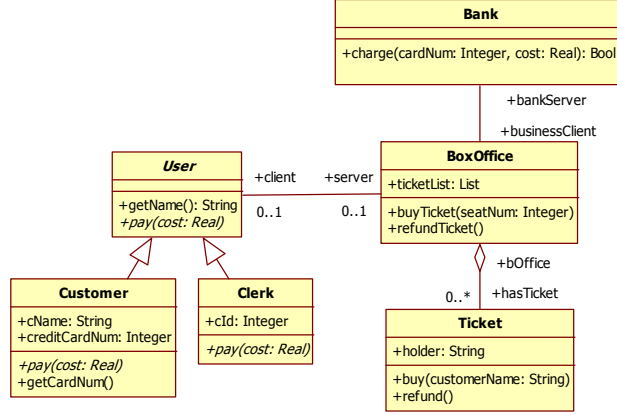 Bank
+charge(cardNum: Integer, cost: Real): Bool
+bankServer
+businessClient
User
+getName(): String
+pay(cost: Real)
+client
+server
0..1
0..1
BoxOffice
+ticketList: List
+buyTicket(seatNum: Integer)
+refundTicket()
+bOffice
0..*
+hasTicket
Customer
+cName: String
+creditCardNum: Integer
+pay(cost: Real)
+getCardNum()
Clerk
+cId: Integer
+pay(cost: Real)
Ticket
+holder: String
+buy(customerName: String)
+refund()